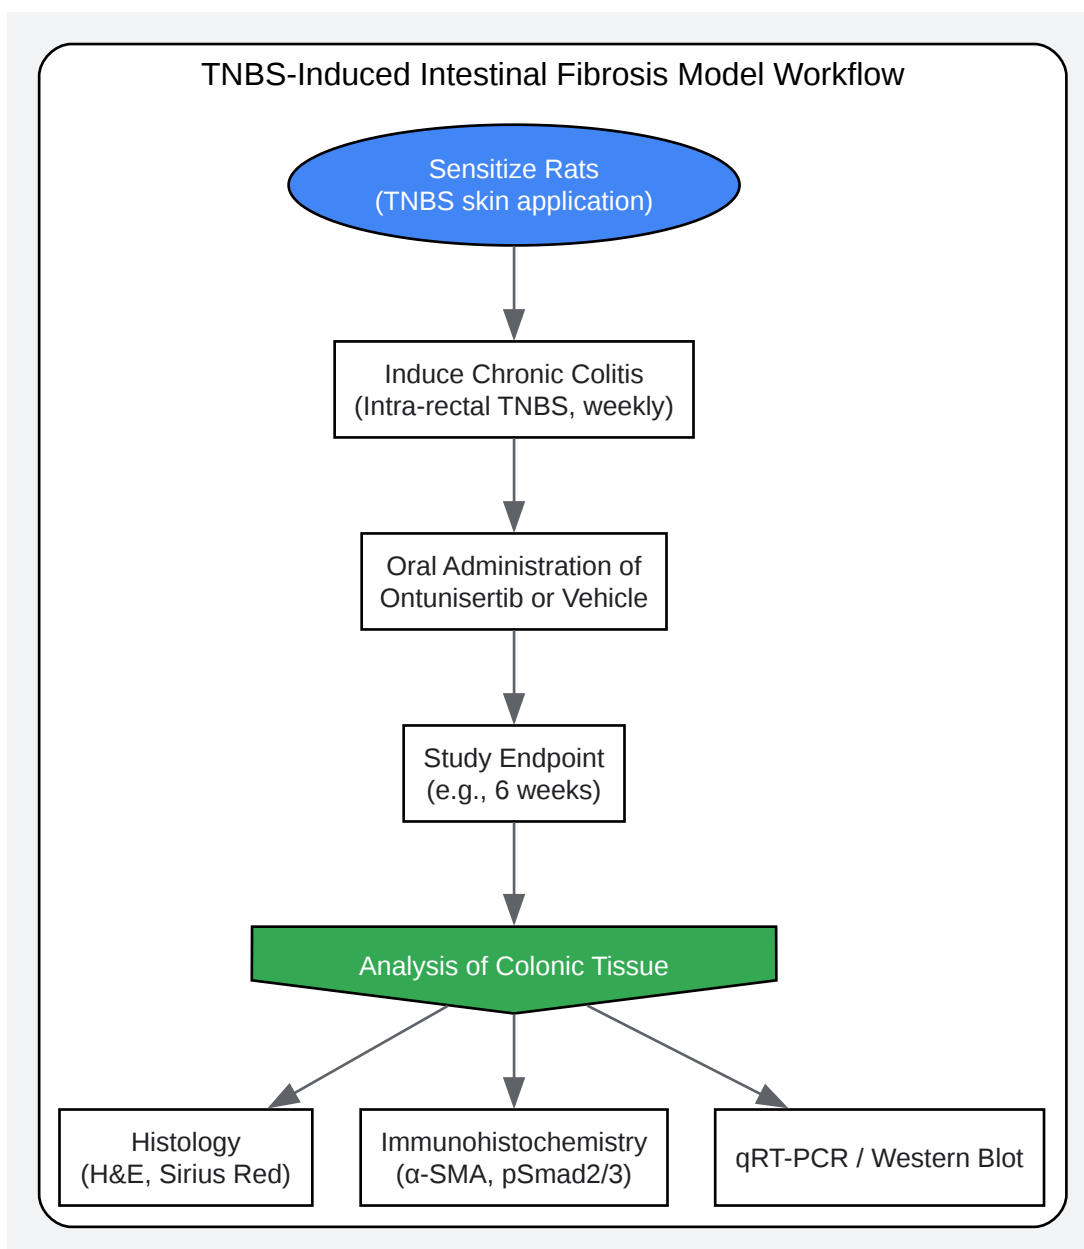 TNBS-Induced Intestinal Fibrosis Model Workflow
Sensitize Rats
(TNBS skin application)
Induce Chronic Colitis
(Intra-rectal TNBS, weekly)
Oral Administration of
Ontunisertib or Vehicle
Study Endpoint
(e.g., 6 weeks)
Analysis of Colonic Tissue
Histology
(H&E, Sirius Red)
Immunohistochemistry
(α-SMA, pSmad2/3)
qRT-PCR / Western Blot